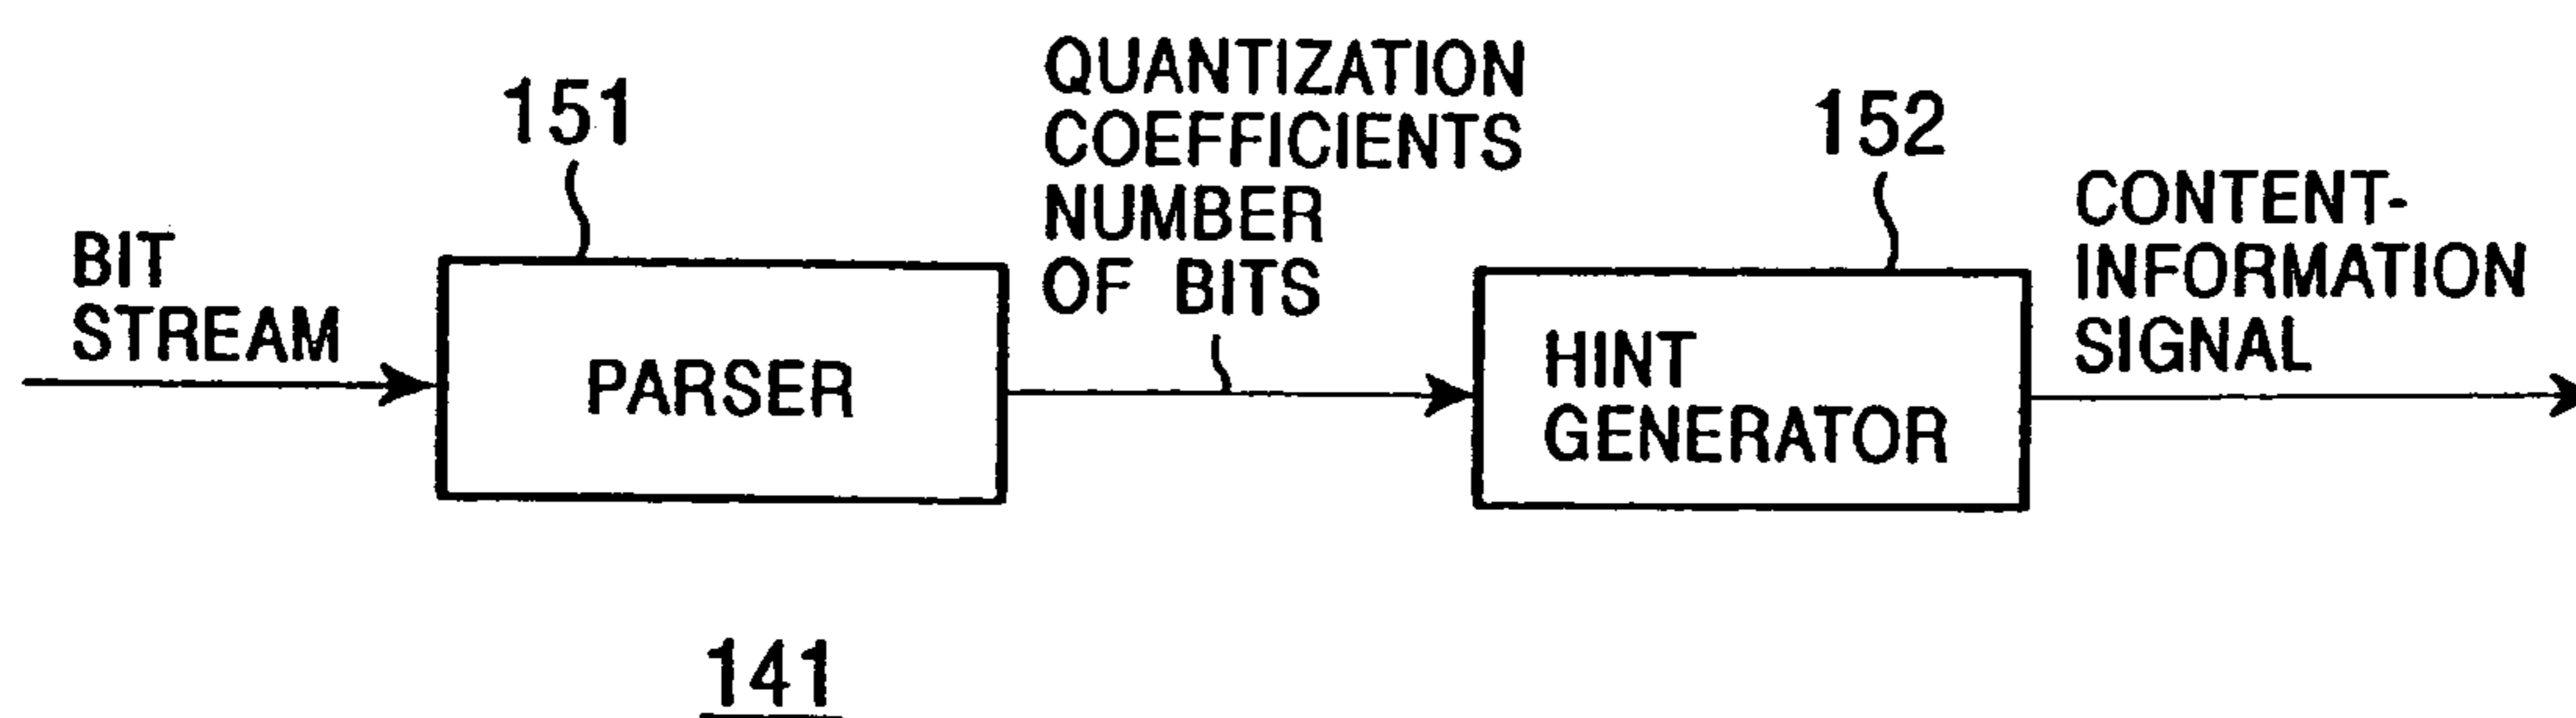 BIT
STREAM
151
PARSER
QUANTIZATION
COEFFICIENTS
NUMBER
OF BITS
152
HINT
GENERATOR
CONTENT-
INFORMATION
SIGNAL
141